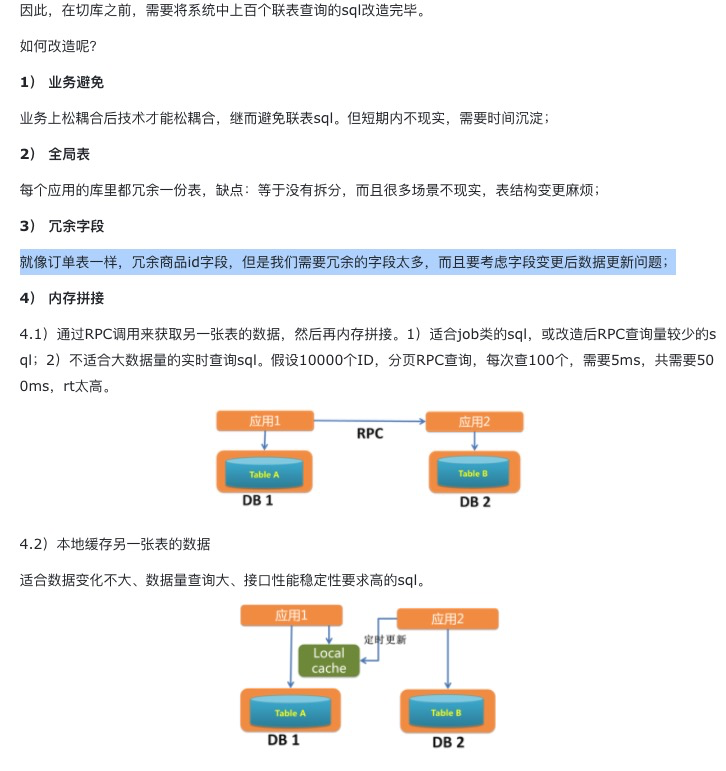 因此，在切库之前，需要将系统中上百个联表查询的sql改造完毕。
如何改造呢？
1） 业务避免
业务上松耦合后技术才能松耦合，继而避免联表sql。但短期内不现实，需要时间沉淀；
2） 全局表
每个应用的库里都冗余一份表，缺点：等于没有拆分，而且很多场景不现实，表结构变更麻烦；
3） 冗余字段
就像订单表一样，冗余商品id字段，但是我们需要冗余的字段太多，而且要考虑字段变更后数据更新问题；
4） 内存拼接
4.1）通过RPC调用来获取另一张表的数据，然后再内存拼接。1）适合job类的sql，或改造后RPC查询量较少的s
ql；2）不适合大数据量的实时查询sql。假设10000个ID，分页RPC查询，每次查100个，需要5ms，共需要50
0ms，rt太高。
应用1
应用2
RPC
Table A
Table B
DB 1
DB 2
4.2）本地缓存另一张表的数据
适合数据变化不大、数据量查询大、接口性能稳定性要求高的sql。
应用1
应用2
定时更新
Local
cache
Table A
Table B
DB 1
DB 2